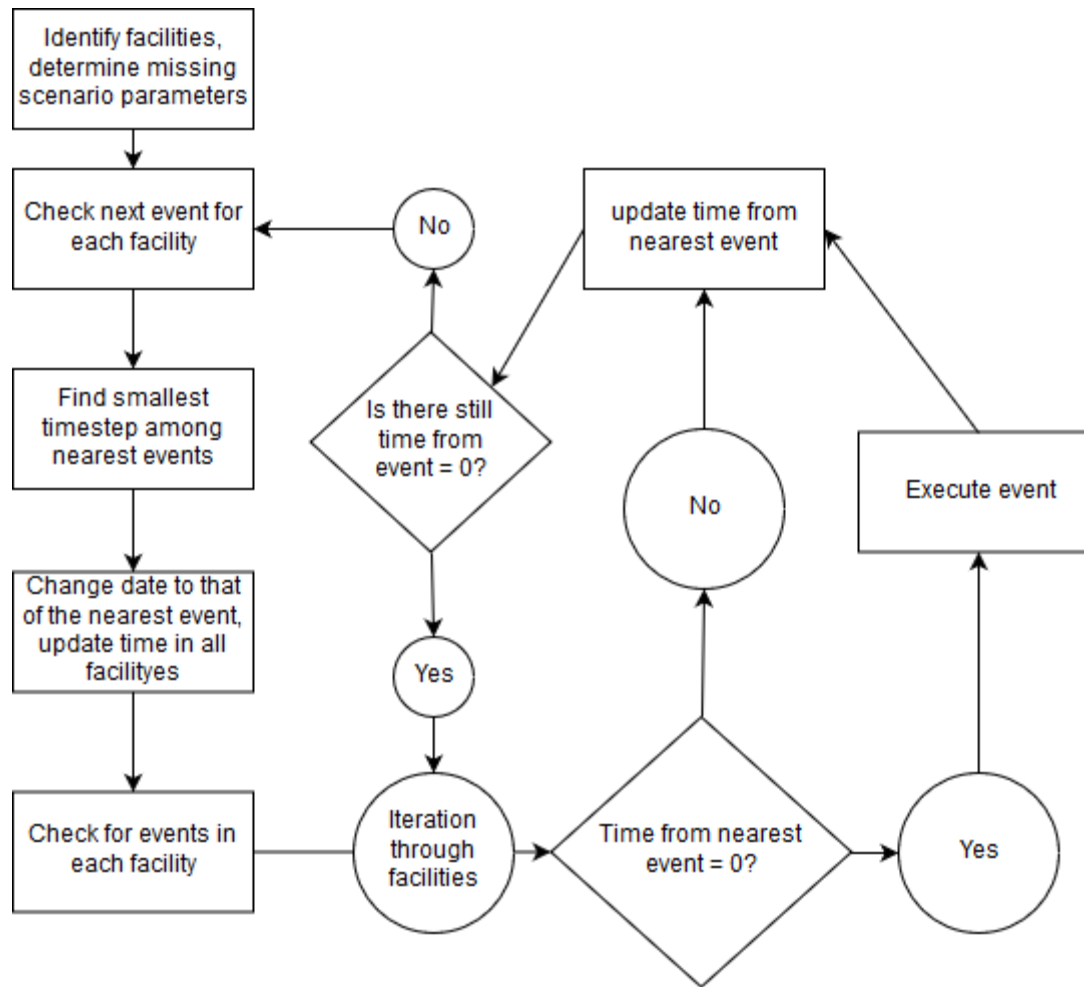 Identify facilities,
determine missing
scenario parameters
Check next event for
each facility
No
update time from
nearest event
Find smallest
timestep among
nearest events
Is there still
time from
event = 0?
No
Execute event
Change date to that
of the nearest event,
update time in all
facilityes
Yes
Check for events in
each facility
Iteration
through
facilities
Time from nearest
event = 0?
Yes